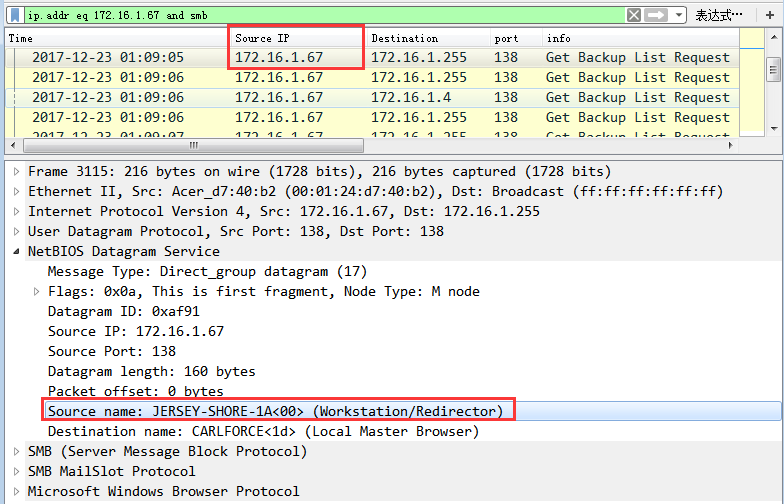 ip.addr eq 172.16.1.67 and smb 表达式…
Time Source IP Destination port info
2017-12-23 01:09:05 172.16.1.67 172.16.1.255 138 Get Backup List Request
2017-12-23 01:09:06 172.16.1.67 172.16.1.255 138 Get Backup List Request
2017-12-23 01:09:06 172.16.1.67 172.16.1.4 138 Get Backup List Request
2017-12-23 01:09:06 172.16.1.67 172.16.1.255 138 Get Backup List Request
2017-12-23 01:09:07 172.16.1.67 172.16.1.255 138 Get Backup List Request
Frame 3115: 216 bytes on wire (1728 bits), 216 bytes captured (1728 bits)
Ethernet II, Src: Acer_d7:40:b2 (00:01:24:d7:40:b2), Dst: Broadcast (ff:ff:ff:ff:ff:ff)
Internet Protocol Version 4, Src: 172.16.1.67, Dst: 172.16.1.255
User Datagram Protocol, Src Port: 138, Dst Port: 138
NetBIOS Datagram Service
Message Type: Direct_group datagram (17)
Flags: 0x0a, This is first fragment, Node Type: M node
Datagram ID: 0xaf91
Source IP: 172.16.1.67
Source Port: 138
Datagram length: 160 bytes
Packet offset: 0 bytes
Source name: JERSEY-SHORE-1A<00> (Workstation/Redirector)
Destination name: CARLFORCE<1d> (Local Master Browser)
SMB (Server Message Block Protocol)
SMB MailSlot Protocol
Microsoft Windows Browser Protocol